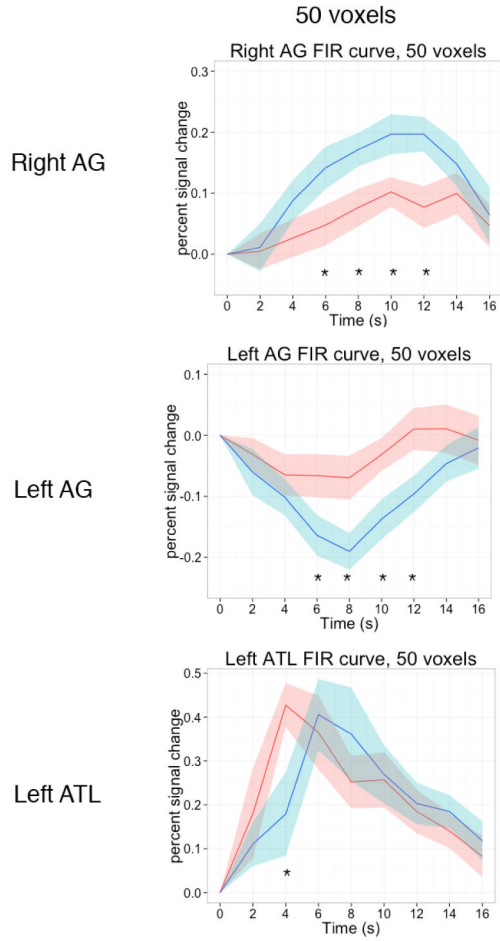 50 voxels
Right AG
Right AG FIR curve, 50 voxels
percent signal change
0.3
0.2
0.1
0.0
* * * *
0 2 4 6 8 10 12 14 16
Time (s)
Left AG
Left AG FIR curve, 50 voxels
percent signal change
0.1
0.0
-0.1
-0.2
* * * *
0 2 4 6 8 10 12 14 16
Time (s)
Left ATL
Left ATL FIR curve, 50 voxels
percent signal change
0.5
0.4
0.3
0.2
0.1
0.0
*
0 2 4 6 8 10 12 14 16
Time (s)